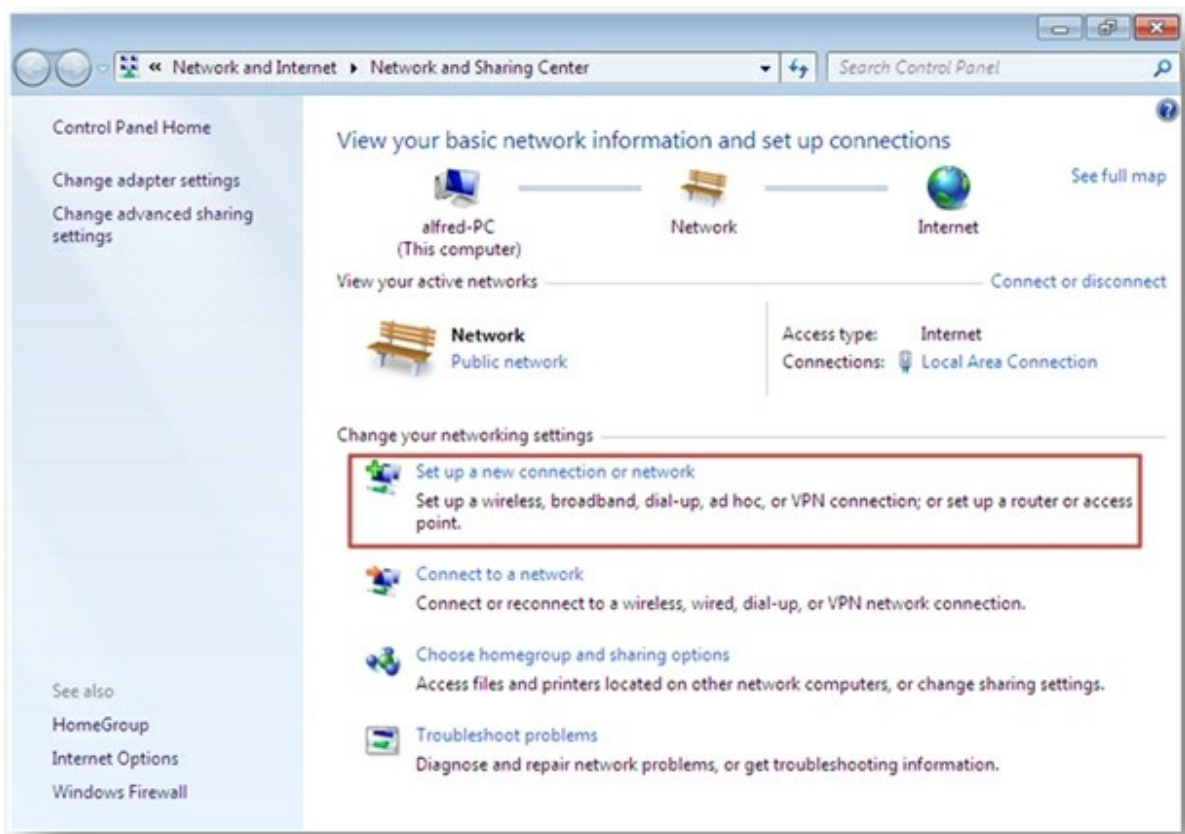 « Network and Internet ▸ Network and Sharing Center
Search Control Panel
Control Panel Home
Change adapter settings
Change advanced sharing
settings
See also
HomeGroup
Internet Options
Windows Firewall
View your basic network information and set up connections
See full map
alfred-PC
(This computer)
Network
Internet
View your active networks
Connect or disconnect
Network
Public network
Access type: Internet
Connections: Local Area Connection
Change your networking settings
Set up a new connection or network
Set up a wireless, broadband, dial-up, ad hoc, or VPN connection; or set up a router or access
point.
Connect to a network
Connect or reconnect to a wireless, wired, dial-up, or VPN network connection.
Choose homegroup and sharing options
Access files and printers located on other network computers, or change sharing settings.
Troubleshoot problems
Diagnose and repair network problems, or get troubleshooting information.